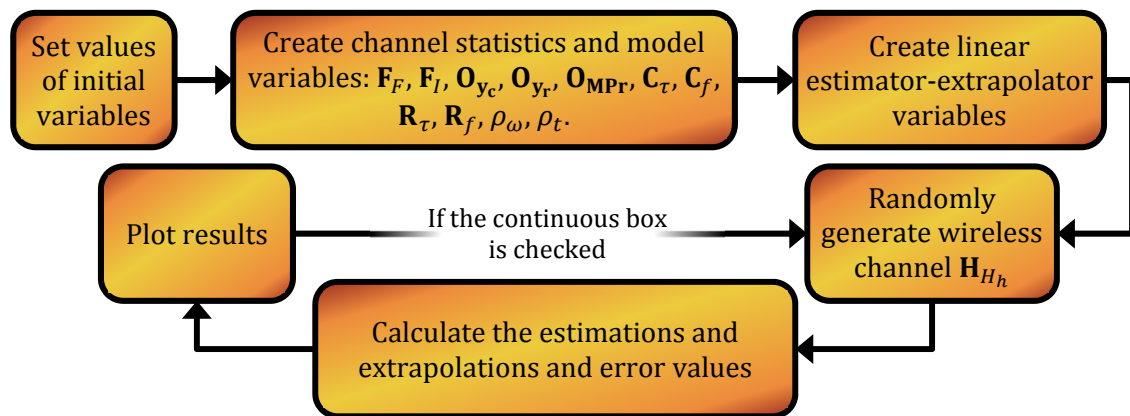 Set values
of initial
variables
Create channel statistics and model
variables: 𝐅_F, 𝐅_I, 𝐎_𝐲𝐜, 𝐎_𝐲𝐫, 𝐎_𝐌𝐏𝐫, 𝐂_τ, 𝐂_f,
𝐑_τ, 𝐑_f, ρ_ω, ρ_t.
Create linear
estimator-extrapolator
variables
Randomly
generate wireless
channel 𝐇_{H_h}
Calculate the estimations and
extrapolations and error values
Plot results
If the continuous box
is checked